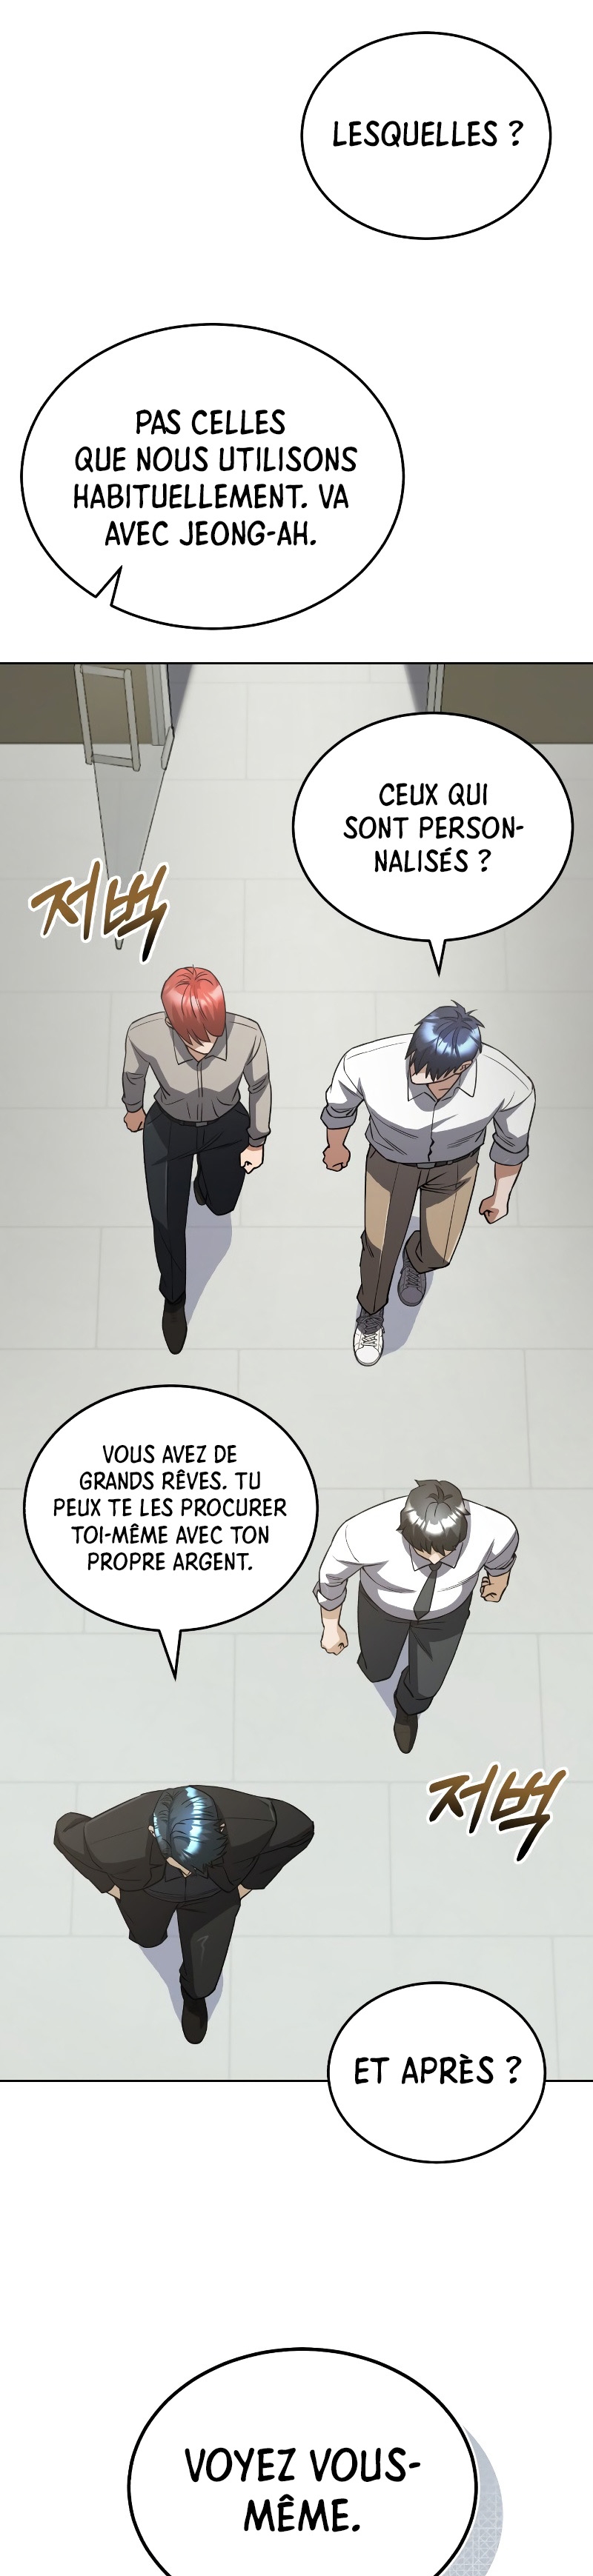 LESQUELLES ?
PAS CELLES
QUE NOUS UTILISONS
HABITUELLEMENT. VA
AVEC JEONG-AH.
CEUX QUI
SONT PERSON-
NALISÉS ?
저벅
VOUS AVEZ DE
GRANDS RÊVES. TU
PEUX TE LES PROCURER
TOI-MÊME AVEC TON
PROPRE ARGENT.
저벅
ET APRÈS ?
VOYEZ VOUS-
MÊME.